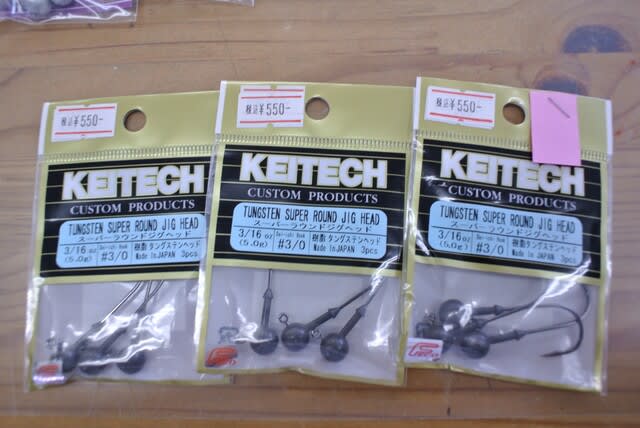 税込¥550-
KEITECH
CUSTOM PRODUCTS
TUNGSTEN SUPER ROUND JIG HEAD
スーパーラウンドジグヘッド
3/16 oz
(5.0g)
#3/0
樹脂タングステンヘッド
Made In JAPAN 3pcs.
税込¥550-
KEITECH
CUSTOM PRODUCTS
TUNGSTEN SUPER ROUND JIG HEAD
スーパーラウンドジグヘッド
3/16 oz
(5.0g)
#3/0
樹脂タングステンヘッド
Made In JAPAN 3pcs.
税込¥550-
KEITECH
CUSTOM PRODUCTS
TUNGSTEN SUPER ROUND JIG HEAD
スーパーラウンドジグヘッド
3/16 oz
(5.0g)
#3/0
樹脂タングステンヘッド
Made In JAPAN 3pcs.